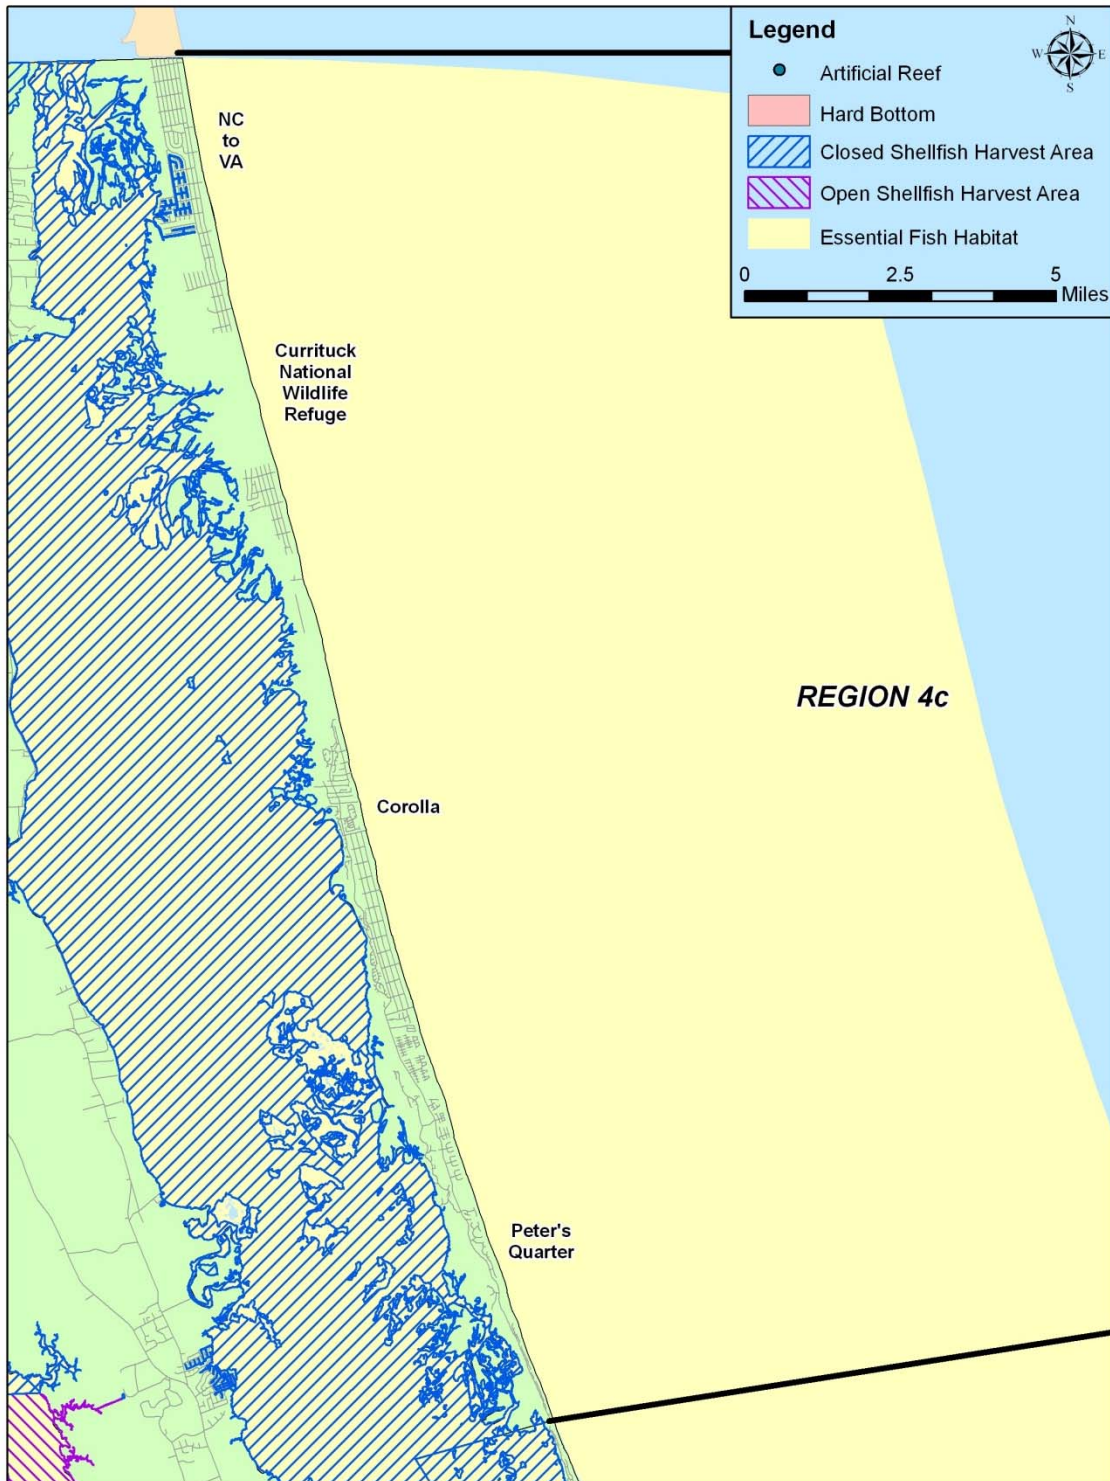 Legend
N
W
E
S
Artificial Reef
Hard Bottom
Closed Shellfish Harvest Area
Open Shellfish Harvest Area
Essential Fish Habitat
0 2.5 5
Miles
NC
to
VA
Currituck
National
Wildlife
Refuge
REGION 4c
Corolla
Peter's
Quarter